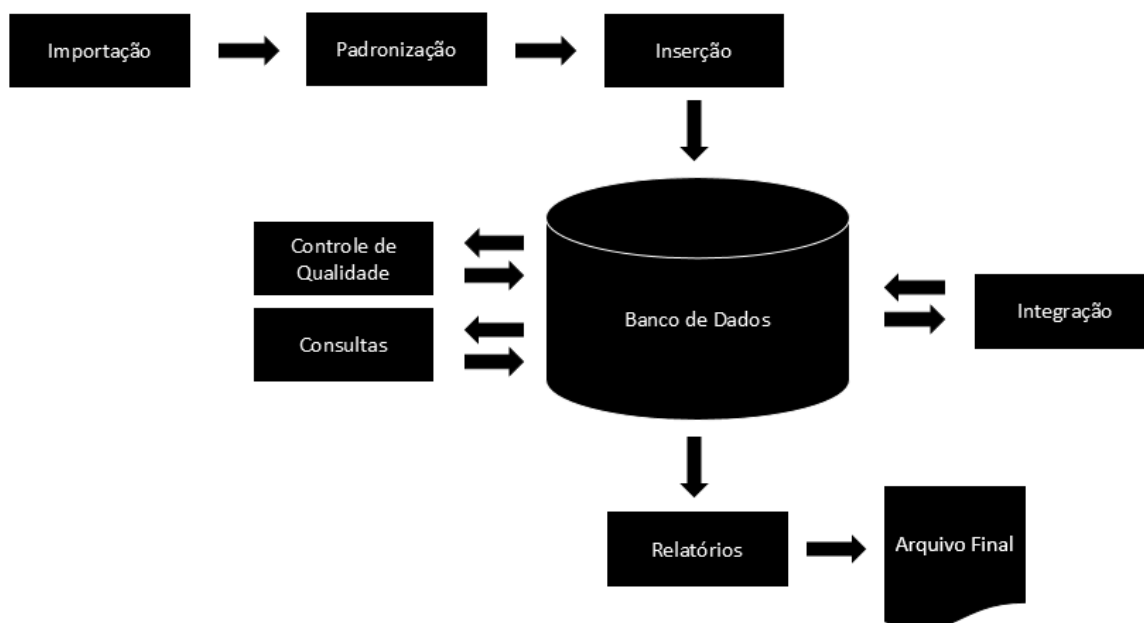 Importação
Padronização
Inserção
Controle de
Qualidade
Consultas
Banco de Dados
Integração
Relatórios
Arquivo Final